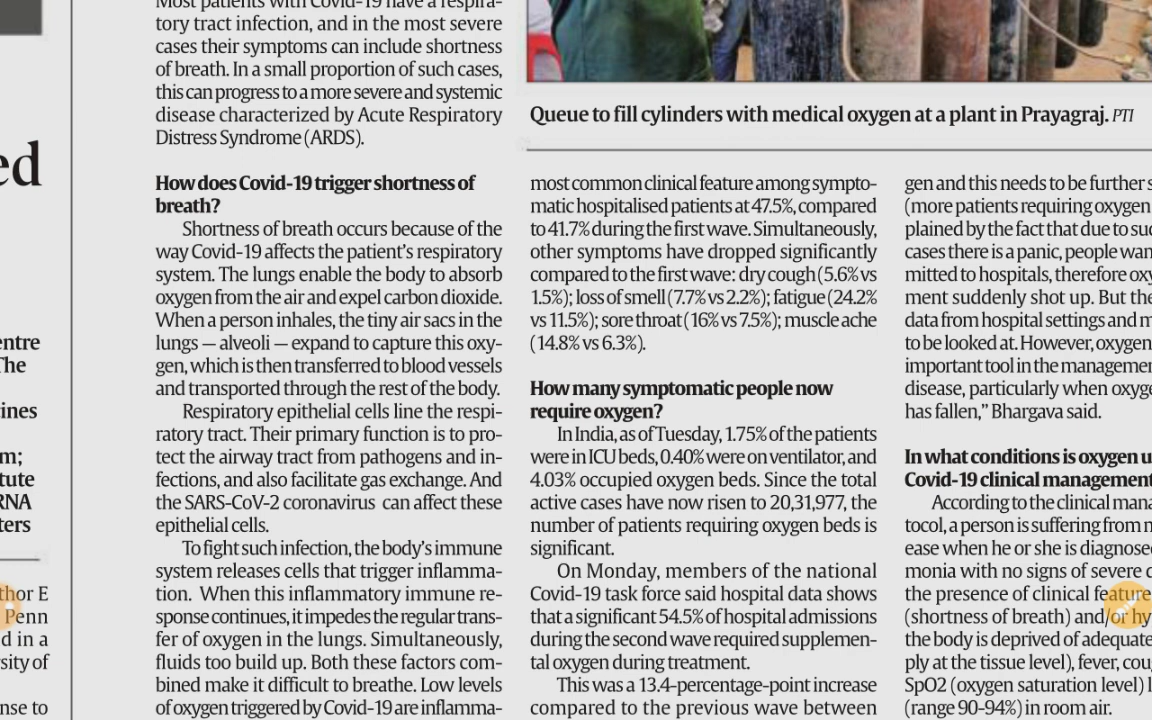 ed
entre
The
cines
m;
tute
RNA
ters
thor E
Penn
d in a
sity of
nse to
Most patients with Covid-19 have a respira-
tory tract infection, and in the most severe
cases their symptoms can include shortness
of breath. In a small proportion of such cases,
this can progress to a more severe and systemic
disease characterized by Acute Respiratory
Distress Syndrome (ARDS).
How does Covid-19 trigger shortness of
breath?
Shortness of breath occurs because of the
way Covid-19 affects the patient's respiratory
system. The lungs enable the body to absorb
oxygen from the air and expel carbon dioxide.
When a person inhales, the tiny air sacs in the
lungs — alveoli — expand to capture this oxy-
gen, which is then transferred to blood vessels
and transported through the rest of the body.
Respiratory epithelial cells line the respi-
ratory tract. Their primary function is to pro-
tect the airway tract from pathogens and in-
fections, and also facilitate gas exchange. And
the SARS-CoV-2 coronavirus can affect these
epithelial cells.
To fight such infection, the body's immune
system releases cells that trigger inflamma-
tion. When this inflammatory immune re-
sponse continues, it impedes the regular trans-
fer of oxygen in the lungs. Simultaneously,
fluids too build up. Both these factors com-
bined make it difficult to breathe. Low levels
of oxygen triggered by Covid-19 are inflamma-
Queue to fill cylinders with medical oxygen at a plant in Prayagraj. PTI
most common clinical feature among sympto-
matic hospitalised patients at 47.5%, compared
to 41.7% during the first wave. Simultaneously,
other symptoms have dropped significantly
compared to the first wave: dry cough (5.6% vs
1.5%); loss of smell (7.7% vs 2.2%); fatigue (24.2%
vs 11.5%); sore throat (16% vs 7.5%); muscle ache
(14.8% vs 6.3%).
How many symptomatic people now
require oxygen?
In India, as of Tuesday, 1.75% of the patients
were in ICU beds, 0.40% were on ventilator, and
4.03% occupied oxygen beds. Since the total
active cases have now risen to 20,31,977, the
number of patients requiring oxygen beds is
significant.
On Monday, members of the national
Covid-19 task force said hospital data shows
that a significant 54.5% of hospital admissions
during the second wave required supplemen-
tal oxygen during treatment.
This was a 13.4-percentage-point increase
compared to the previous wave between
gen and this needs to be further s
(more patients requiring oxygen
plained by the fact that due to suc
cases there is a panic, people wan
mitted to hospitals, therefore oxy
ment suddenly shot up. But the
data from hospital settings and m
to be looked at. However, oxygen
important tool in the managemen
disease, particularly when oxyge
has fallen," Bhargava said.
In what conditions is oxygen u
Covid-19 clinical management
According to the clinical mana
tocol, a person is suffering from m
ease when he or she is diagnosed
monia with no signs of severe d
the presence of clinical feature
(shortness of breath) and/or hy
the body is deprived of adequate
ply at the tissue level), fever, cou
SpO2 (oxygen saturation level) l
(range 90-94%) in room air.